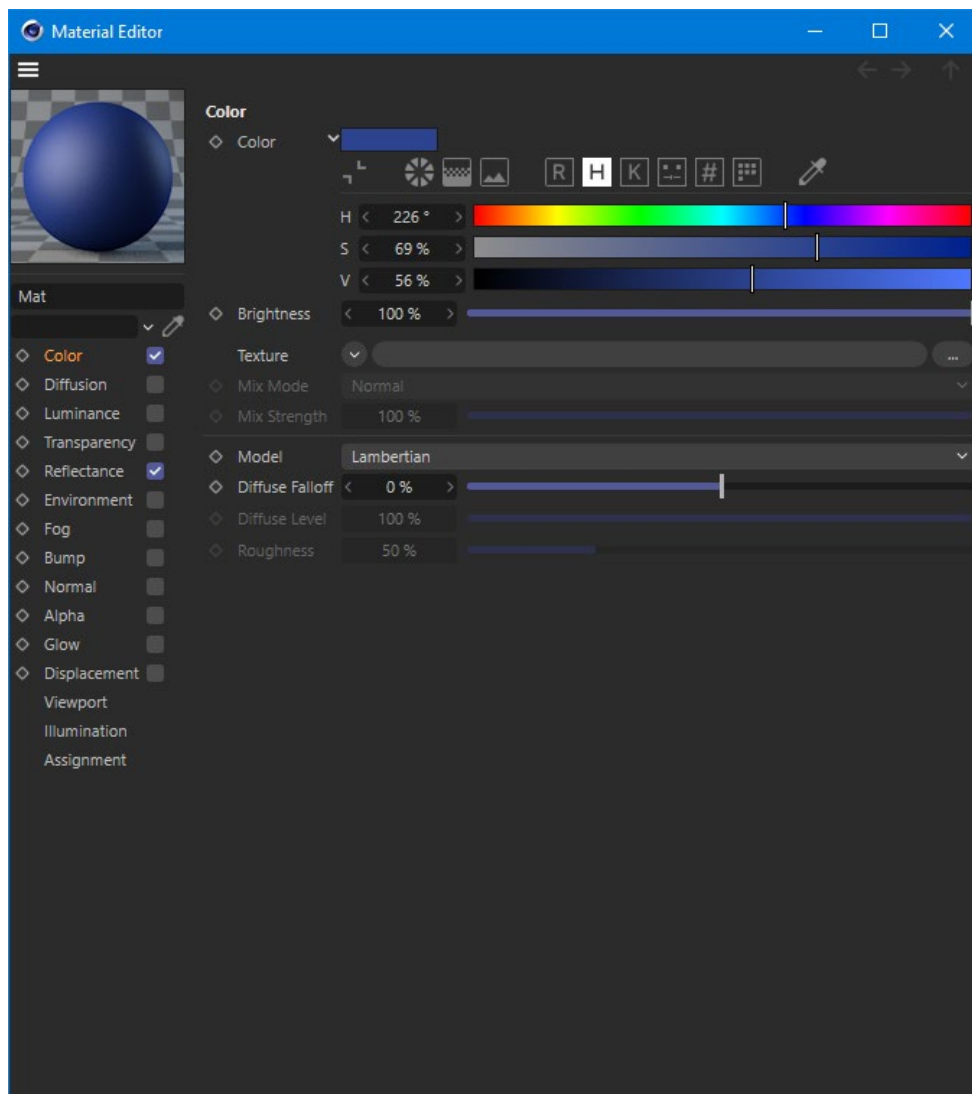 Material Editor
Color
Color
R H K #
H 226 °
S 69 %
V 56 %
Brightness 100 %
Texture ...
Mix Mode Normal
Mix Strength 100 %
Model Lambertian
Diffuse Falloff 0 %
Diffuse Level 100 %
Roughness 50 %
Mat
Color
Diffusion
Luminance
Transparency
Reflectance
Environment
Fog
Bump
Normal
Alpha
Glow
Displacement
Viewport
Illumination
Assignment